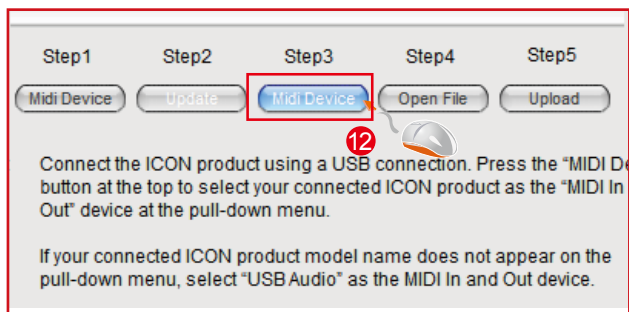 Step1 Step2 Step3 Step4 Step5
Midi Device Update Midi Device Open File Upload
12
Connect the ICON product using a USB connection. Press the “MIDI De
button at the top to select your connected ICON product as the “MIDI In
Out” device at the pull-down menu.
If your connected ICON product model name does not appear on the
pull-down menu, select “USB Audio” as the MIDI In and Out device.